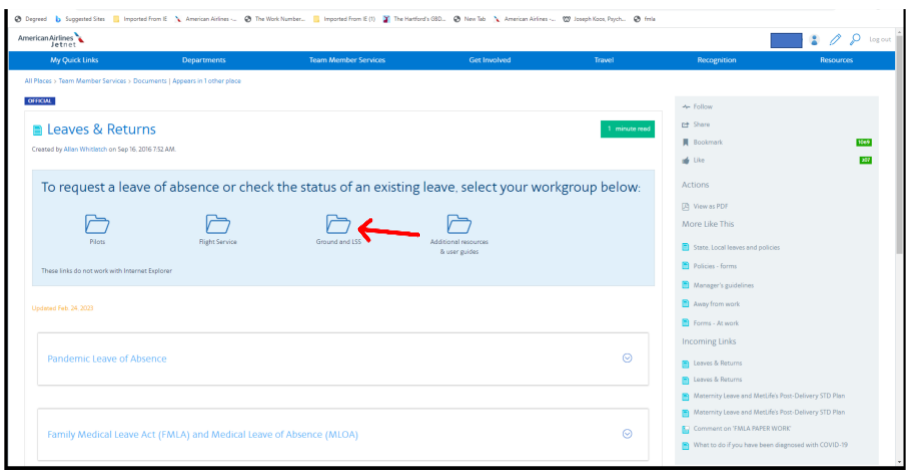 Degreed Suggested Sites Imported From IE American Airlines -... The Work Number... Imported From IE (1) The Hartford's GBD... New Tab American Airlines -... Joseph Koos, Psych... fmla
American Airlines
Jetnet
Log out
My Quick Links Departments Team Member Services Get Involved Travel Recognition Resources
All Places > Team Member Services > Documents | Appears in 1 other place
OFFICIAL
Leaves & Returns
1 minute read
Created by Allan Whitletch on Sep 16, 2016 7:52 AM.
To request a leave of absence or check the status of an existing leave, select your workgroup below:
Pilots
Flight Service
Ground and LSS
Additional resources
& user guides
These links do not work with Internet Explorer
Updated Feb. 24, 2023
Pandemic Leave of Absence
Family Medical Leave Act (FMLA) and Medical Leave of Absence (MLOA)
Follow
Share
Bookmark
Like
Actions
View as PDF
More Like This
State, Local leaves and policies
Policies - forms
Manager's guidelines
Away from work
Forms - At work
Incoming Links
Leaves & Returns
Leaves & Returns
Maternity Leave and MetLife's Post-Delivery STD Plan
Maternity Leave and MetLife's Post-Delivery STD Plan
Comment on 'FMLA PAPER WORK'
What to do if you have been diagnosed with COVID-19